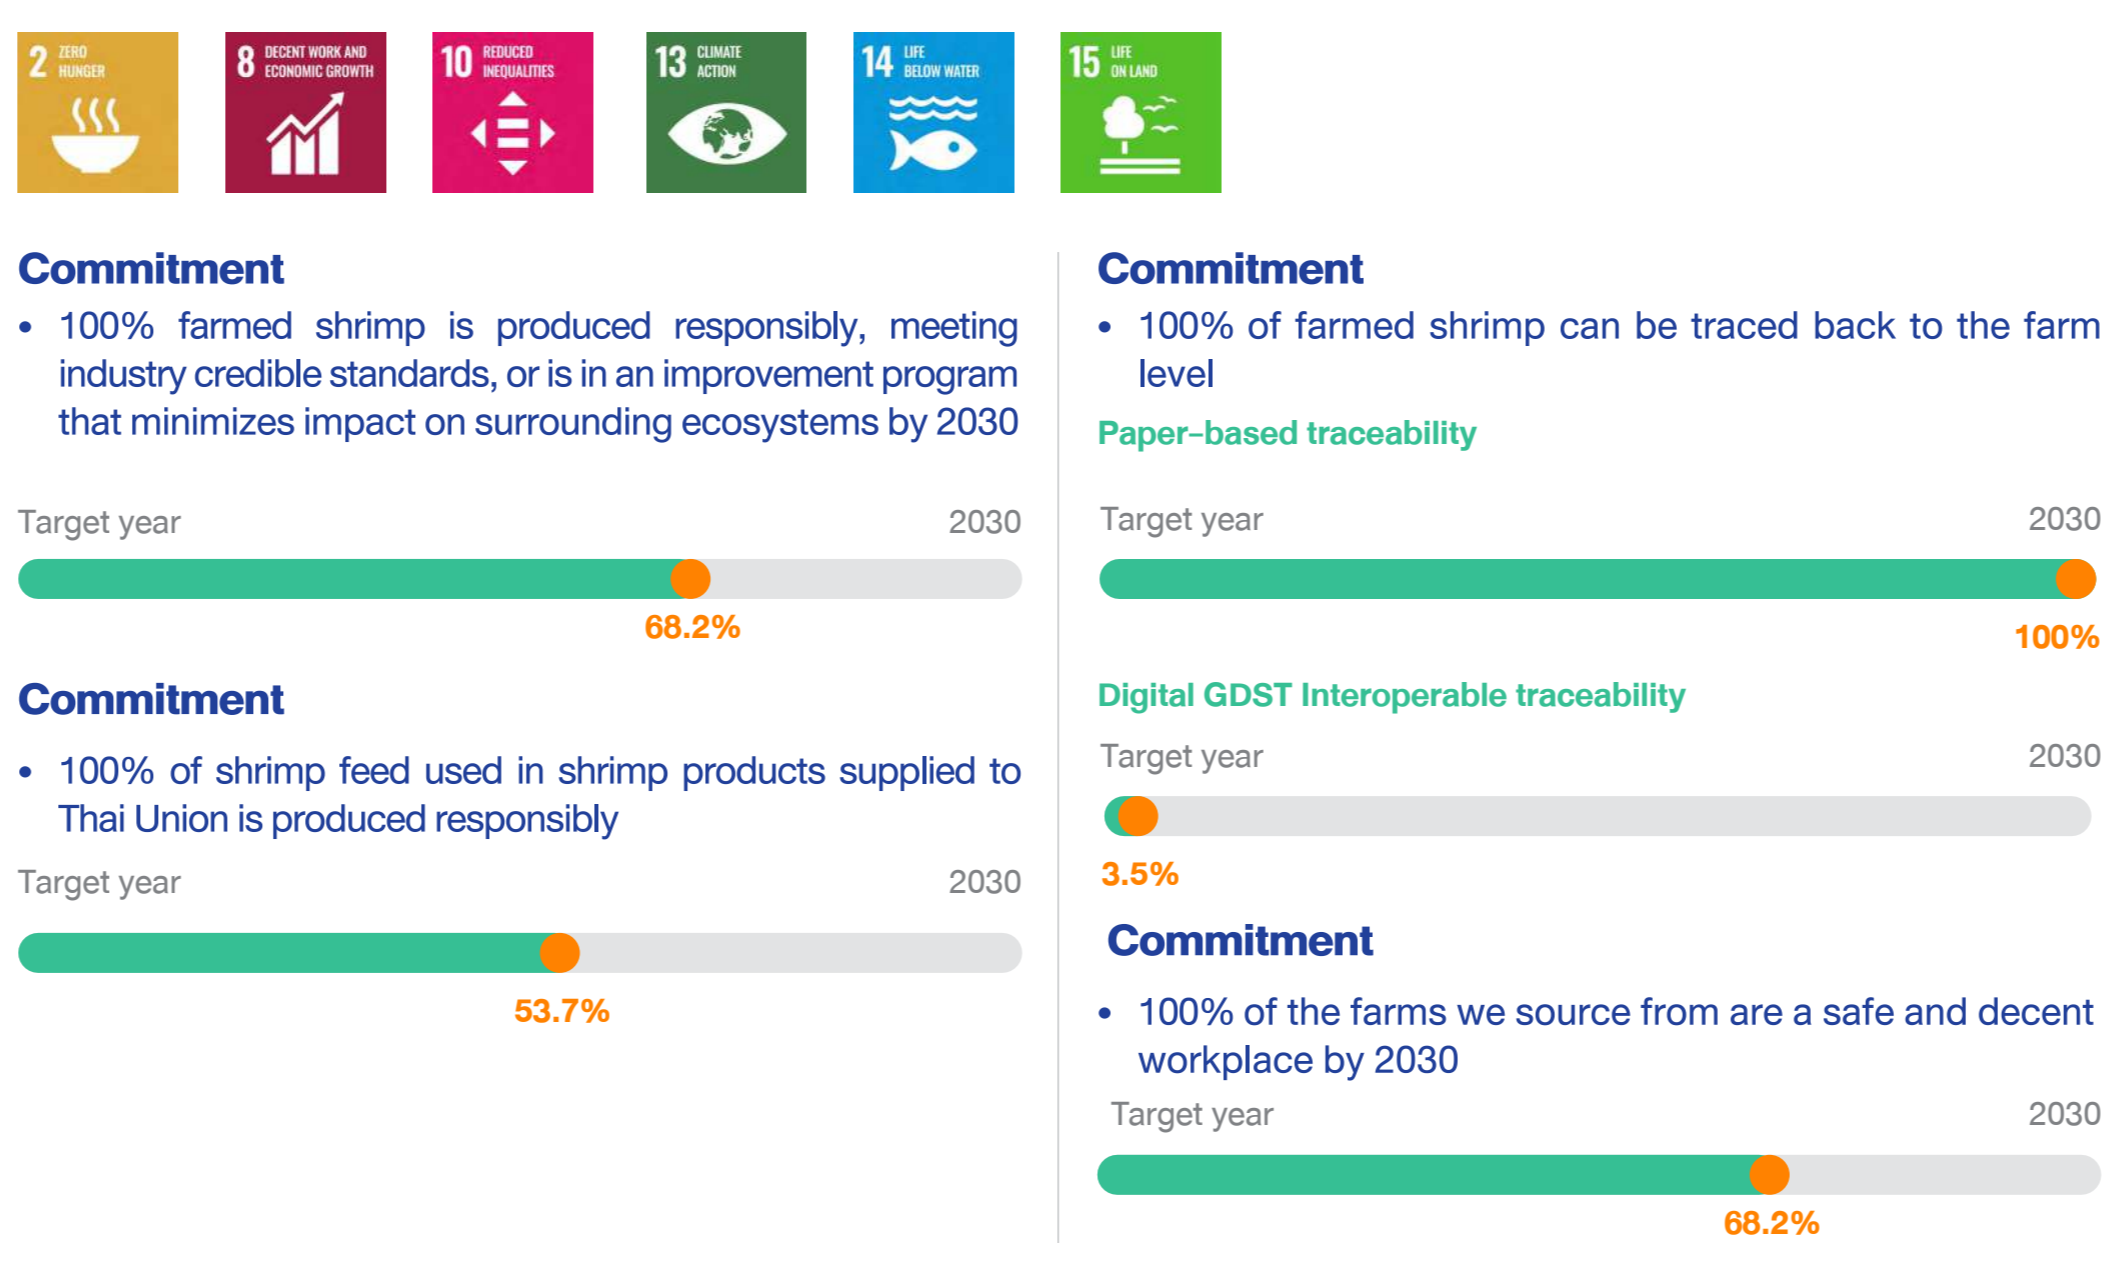 2 ZERO
HUNGER
8 DECENT WORK AND
ECONOMIC GROWTH
10 REDUCED
INEQUALITIES
13 CLIMATE
ACTION
14 LIFE
BELOW WATER
15 LIFE
ON LAND
Commitment
• 100% farmed shrimp is produced responsibly, meeting
industry credible standards, or is in an improvement program
that minimizes impact on surrounding ecosystems by 2030
Target year 2030
68.2%
Commitment
• 100% of shrimp feed used in shrimp products supplied to
Thai Union is produced responsibly
Target year 2030
53.7%
Commitment
• 100% of farmed shrimp can be traced back to the farm
level
Paper-based traceability
Target year 2030
100%
Digital GDST Interoperable traceability
Target year 2030
3.5%
Commitment
• 100% of the farms we source from are a safe and decent
workplace by 2030
Target year 2030
68.2%